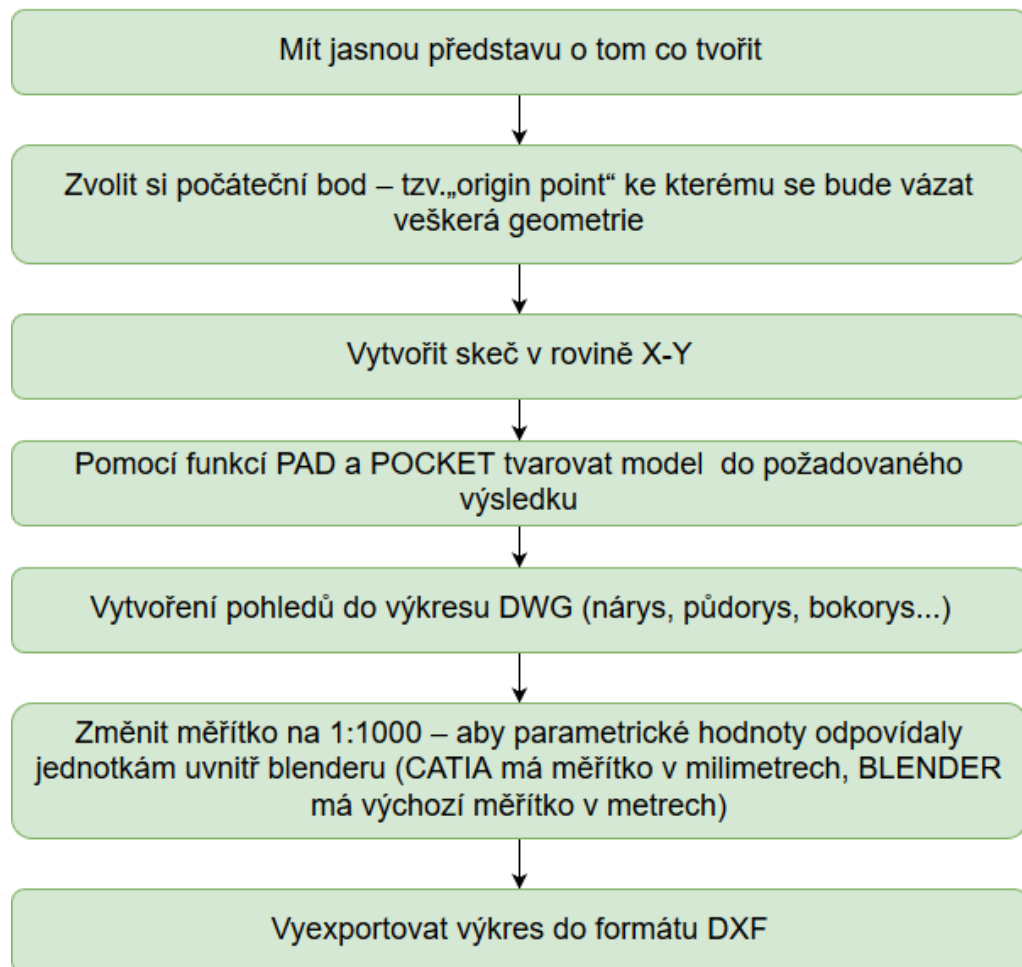 Mít jasnou představu o tom co tvořit
Zvolit si počáteční bod – tzv.„origin point“ ke kterému se bude vázat
veškerá geometrie
Vytvořit skeč v rovině X-Y
Pomocí funkcí PAD a POCKET tvarovat model do požadovaného
výsledku
Vytvoření pohledů do výkresu DWG (nárys, půdorys, bokorys...)
Změnit měřítko na 1:1000 – aby parametrické hodnoty odpovídaly
jednotkám uvnitř blenderu (CATIA má měřítko v milimetrech, BLENDER
má výchozí měřítko v metrech)
Vyexportovat výkres do formátu DXF